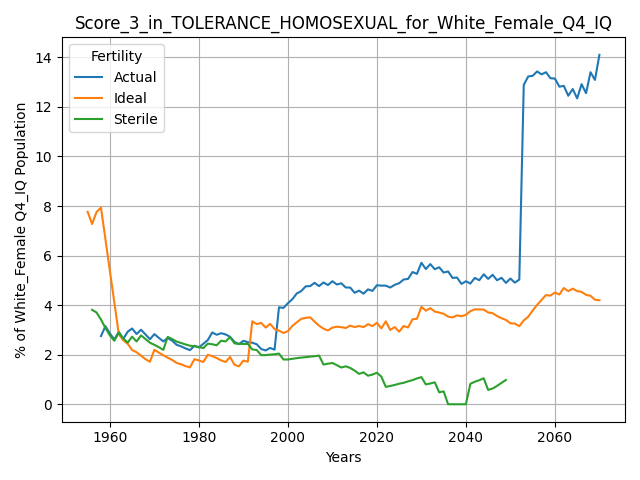 Score_3_in_TOLERANCE_HOMOSEXUAL_for_White_Female_Q4_IQ
Fertility
Actual
Ideal
Sterile
% of White_Female Q4_IQ Population
14
12
10
8
6
4
2
0
1960
1980
2000
2020
2040
2060
Years